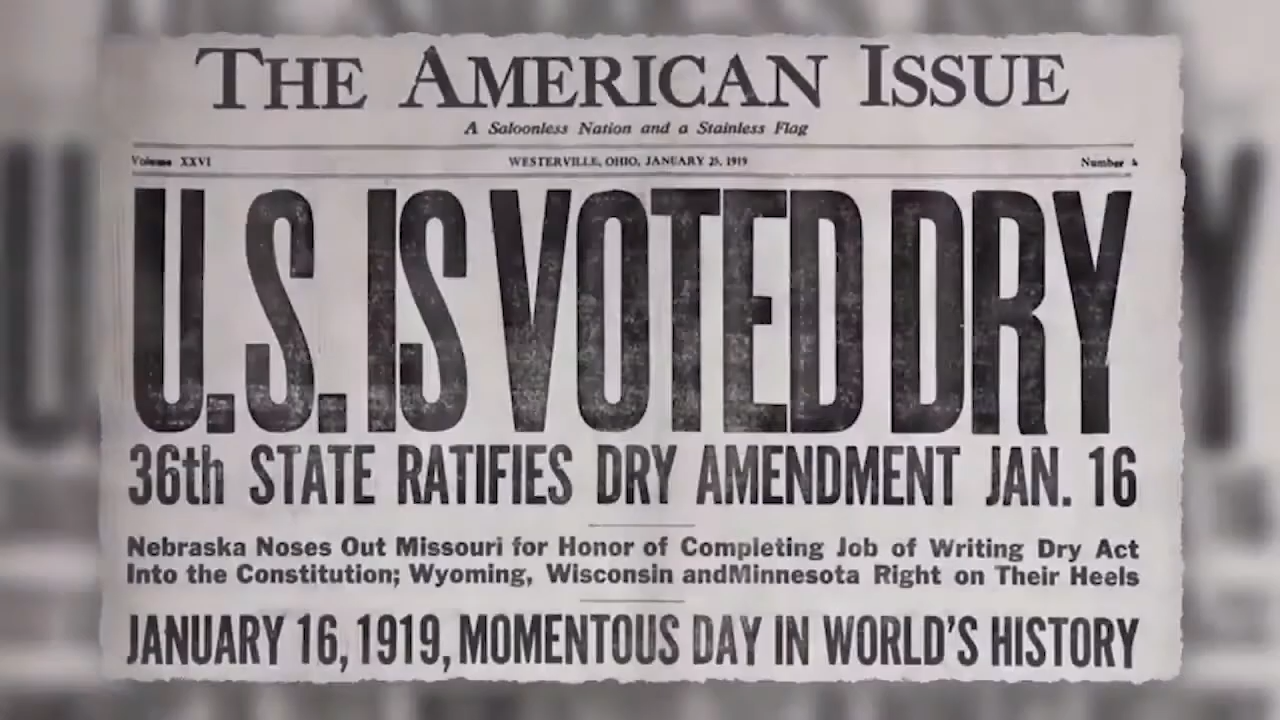 THE AMERICAN ISSUE
A Saloonless Nation and a Stainless Flag
Volume XXVI WESTERVILLE, OHIO, JANUARY 25, 1919 Number 4
U.S. IS VOTED DRY
36th STATE RATIFIES DRY AMENDMENT JAN. 16
Nebraska Noses Out Missouri for Honor of Completing Job of Writing Dry Act
Into the Constitution; Wyoming, Wisconsin andMinnesota Right on Their Heels
JANUARY 16, 1919, MOMENTOUS DAY IN WORLD'S HISTORY